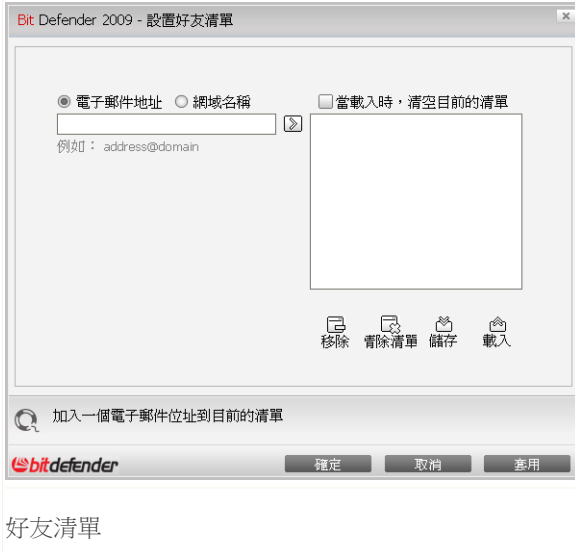 Bit Defender 2009 - 設置好友清單
電子郵件地址 網域名稱
當載入時，清空目前的清單
例如： address@domain
移除 青除清單 儲存 載入
加入一個電子郵件位址到目前的清單
bitdefender
確定 取消 套用
好友清單